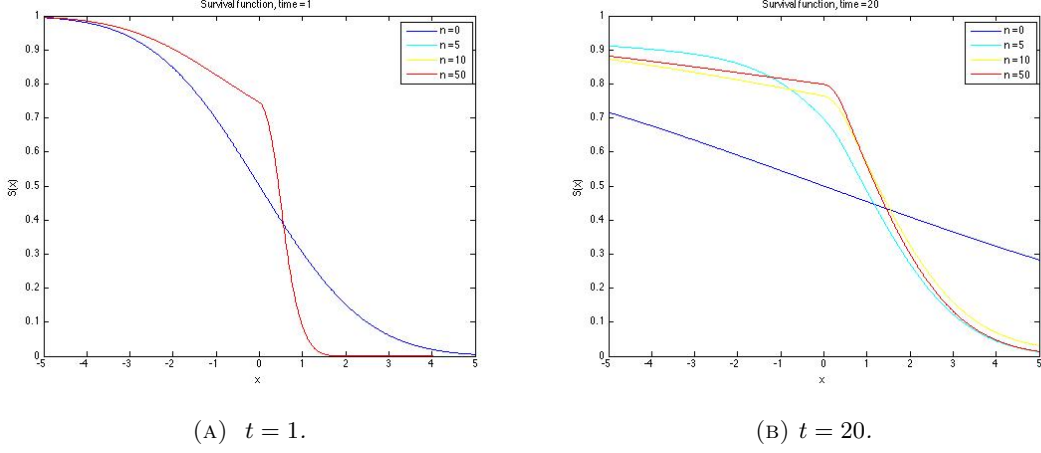 Survival function, time = 1
S(x)
1
0.9
0.8
0.7
0.6
0.5
0.4
0.3
0.2
0.1
0
-5 -4 -3 -2 -1 0 1 2 3 4 5
x
n = 0
n = 5
n = 10
n = 50
(A) t = 1.
Survival function, time = 20
S(x)
1
0.9
0.8
0.7
0.6
0.5
0.4
0.3
0.2
0.1
0
-5 -4 -3 -2 -1 0 1 2 3 4 5
x
n = 0
n = 5
n = 10
n = 50
(B) t = 20.